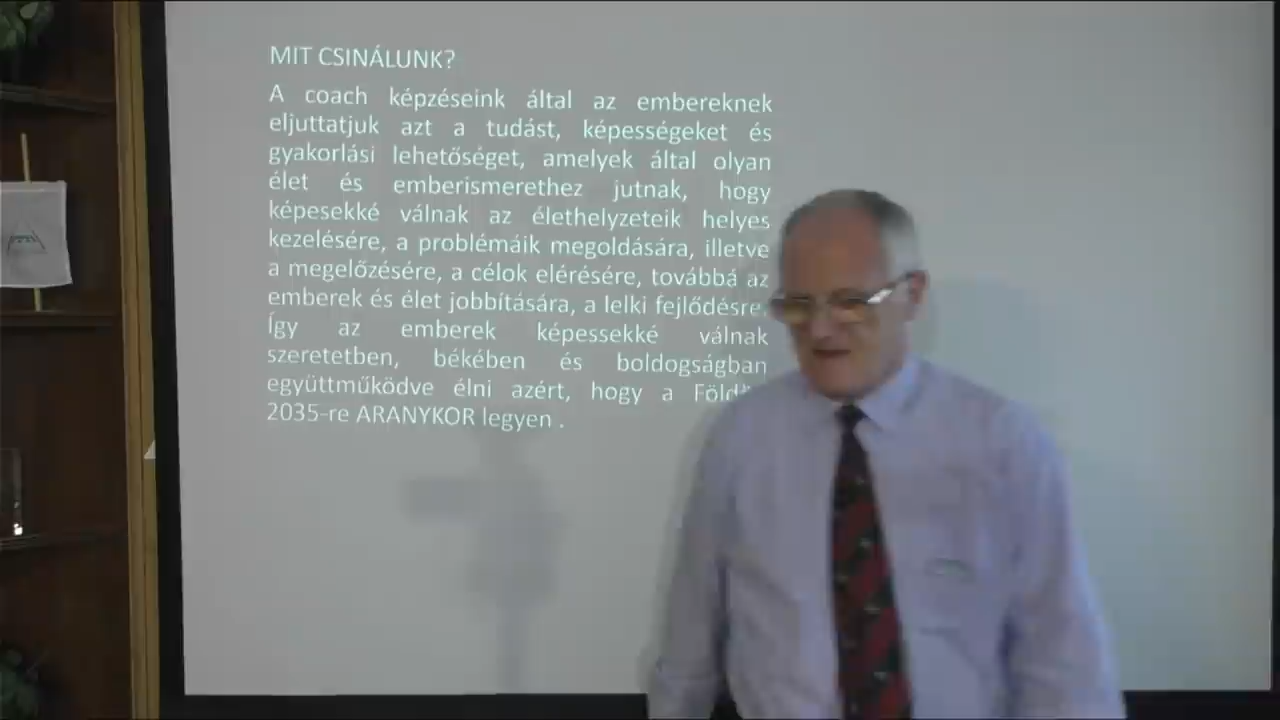 MIT CSINÁLUNK?
A coach képzéseink által az embereknek
eljuttatjuk azt a tudást, képességeket és
gyakorlási lehetőséget, amelyek által olyan
élet és emberismerethez jutnak, hogy
képesekké válnak az élethelyzeteik helyes
kezelésére, a problémáik megoldására, illetve
a megelőzésére, a célok elérésére, továbbá az
emberek és élet jobbítására, a lelki fejlődésre.
Így az emberek képessekké válnak
szeretetben, békében és boldogságban
együttműködve élni azért, hogy a
2035-re ARANYKOR legyen .